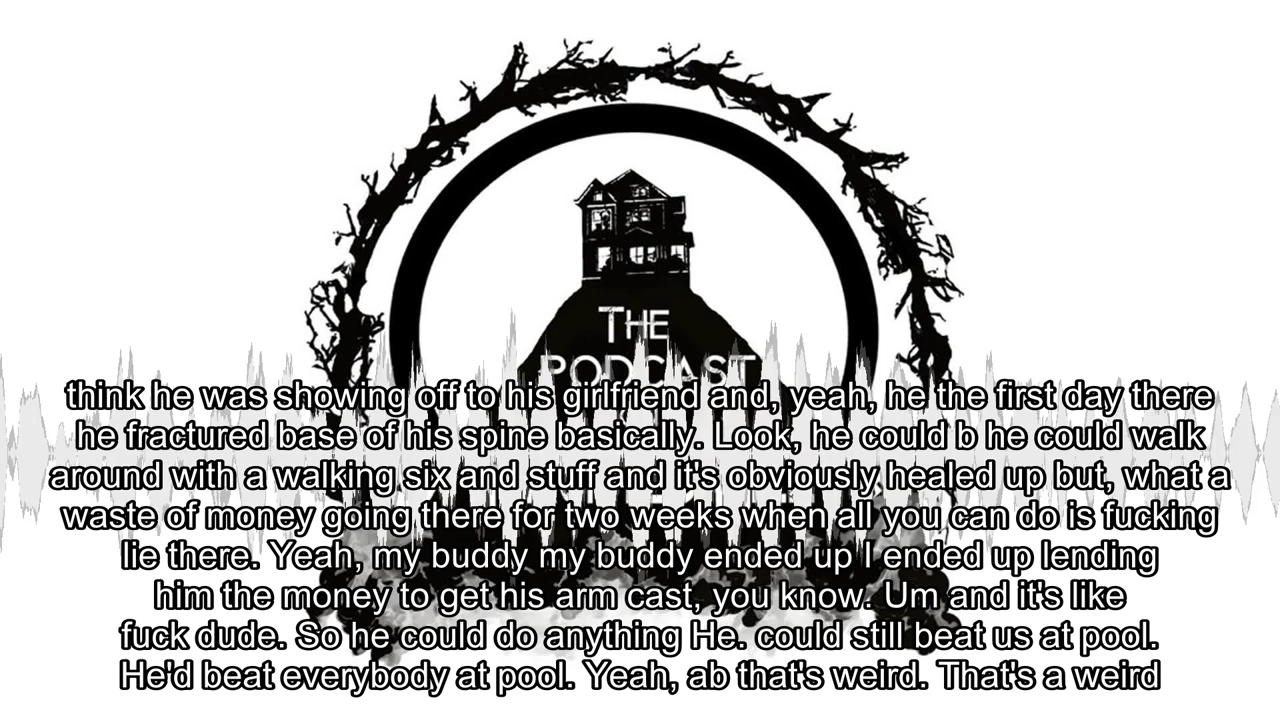 THE
PODCAST
think he was showing off to his girlfriend and, yeah, he the first day there
he fractured base of his spine basically. Look, he could b he could walk
around with a walking six and stuff and it's obviously healed up but, what a
waste of money going there for two weeks when all you can do is fucking
lie there. Yeah, my buddy my buddy ended up I ended up lending
him the money to get his arm cast, you know. Um and it's like
fuck dude. So he could do anything He. could still beat us at pool.
He'd beat everybody at pool. Yeah, ab that's weird. That's a weird